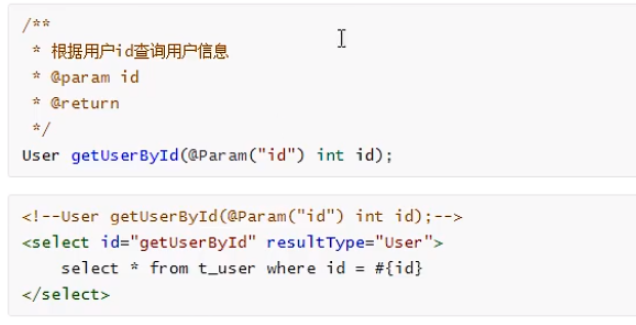 /**
 * 根据用户id查询用户信息
 * @param id
 * @return
 */
User getUserById(@Param("id") int id);
<!--User getUserById(@Param("id") int id);-->
<select id="getUserById" resultType="User">
    select * from t_user where id = #{id}
</select>